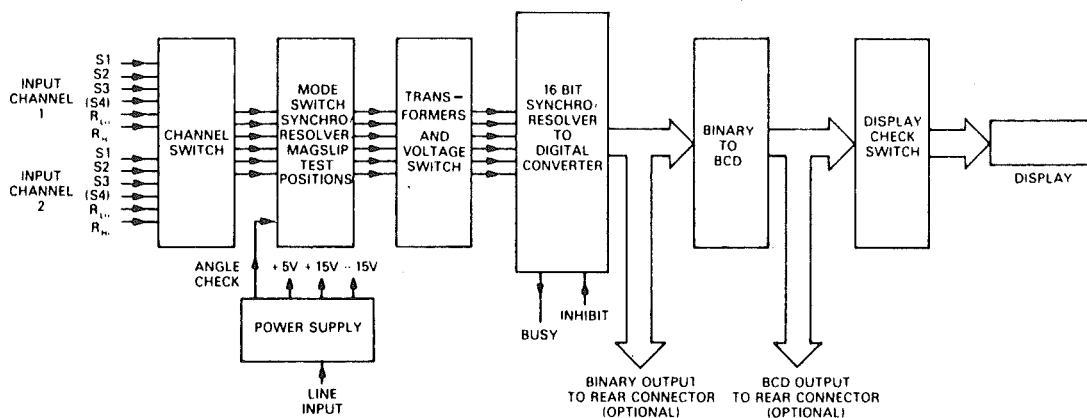 INPUT
CHANNEL
1
S1
S2
S3
(S4)
R
R
INPUT
CHANNEL
2
S1
S2
S3
(S4)
R
R
CHANNEL
SWITCH
MODE
SWITCH
SYNCHRO/
RESOLVER
MAGSLIP
TEST
POSITIONS
TRANS-
FORMERS
AND
VOLTAGE
SWITCH
16 BIT
SYNCHRO/
RESOLVER
TO
DIGITAL
CONVERTER
BINARY
TO
BCD
DISPLAY
CHECK
SWITCH
DISPLAY
ANGLE
CHECK
+ 5V + 15V - 15V
POWER SUPPLY
LINE
INPUT
BUSY
INHIBIT
BINARY OUTPUT
TO REAR CONNECTOR
(OPTIONAL)
BCD OUTPUT
TO REAR CONNECTOR
(OPTIONAL)